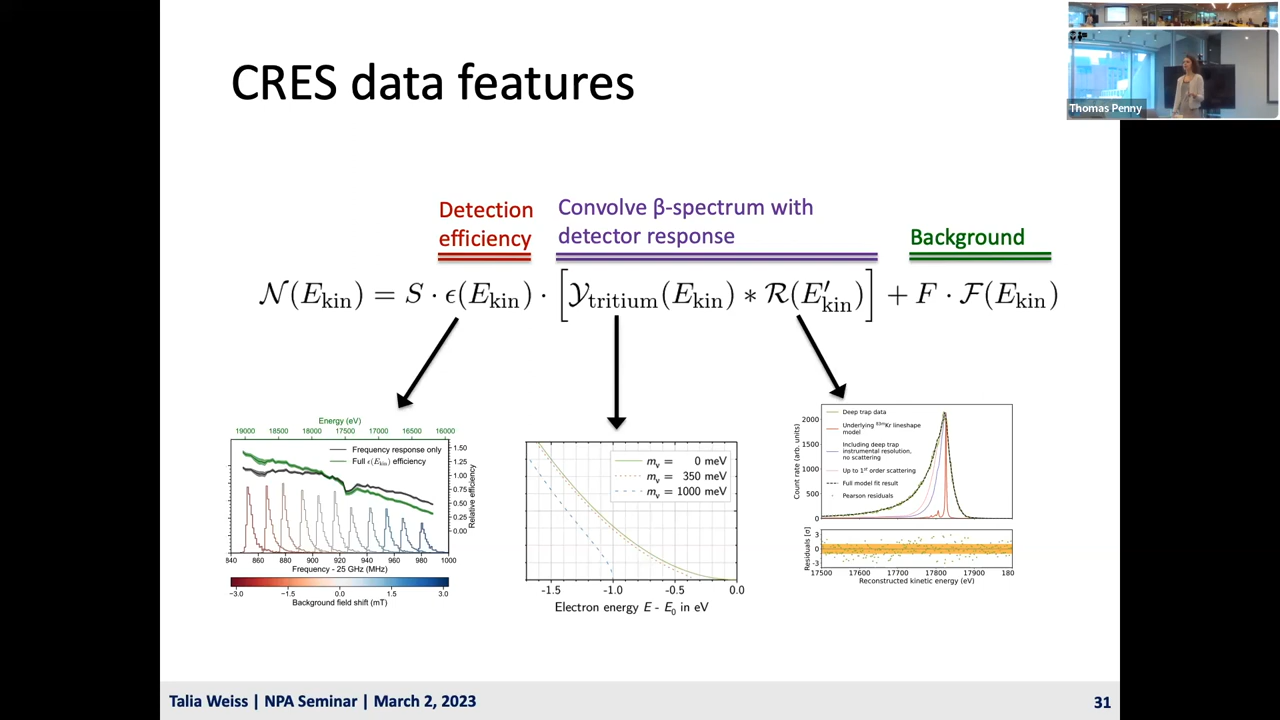 CRES data features
Thomas Penny
Detection
efficiency
Convolve β-spectrum with
detector response
Background
𝒩(E_kin) = S · ϵ(E_kin) · [𝒴_tritium(E_kin) ∗ ℛ(E′_kin)] + F · ℱ(E_kin)
Energy (eV)
19000 18500 18000 17500 17000 16500 16000
Frequency response only
Full ϵ(E_kin) efficiency
1.50
1.25
1.00
0.75
0.50
0.25
0.00
Relative efficiency
840 860 880 900 920 940 960 980 1000
Frequency - 25 GHz (MHz)
−3.0 −1.5 0.0 1.5 3.0
Background field shift (mT)
m_ν = 0 meV
m_ν = 350 meV
m_ν = 1000 meV
-1.5 -1.0 -0.5 0.0
Electron energy E - E_0 in eV
Count rate (arb. units)
2000
1500
1000
500
0
Deep trap data
Underlying ^83mKr lineshape
model
Including deep trap
instrumental resolution,
no scattering
Up to 1^st order scattering
Full model fit result
Pearson residuals
Residuals [σ]
3
0
-3
17500 17600 17700 17800 17900 180
Reconstructed kinetic energy (eV)
Talia Weiss | NPA Seminar | March 2, 2023
31